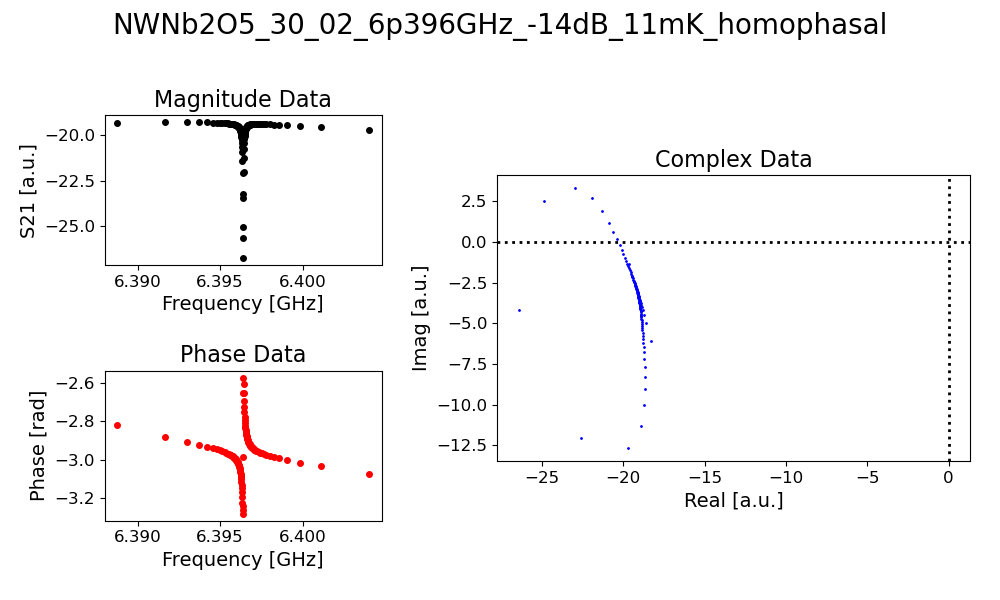 NWNb2O5_30_02_6p396GHz_-14dB_11mK_homophasal
Magnitude Data
−20.0
−22.5
−25.0
S21 [a.u.]
6.390 6.395 6.400
Frequency [GHz]
Phase Data
−2.6
−2.8
−3.0
−3.2
Phase [rad]
6.390 6.395 6.400
Frequency [GHz]
Complex Data
2.5
0.0
−2.5
−5.0
−7.5
−10.0
−12.5
Imag [a.u.]
−25 −20 −15 −10 −5 0
Real [a.u.]